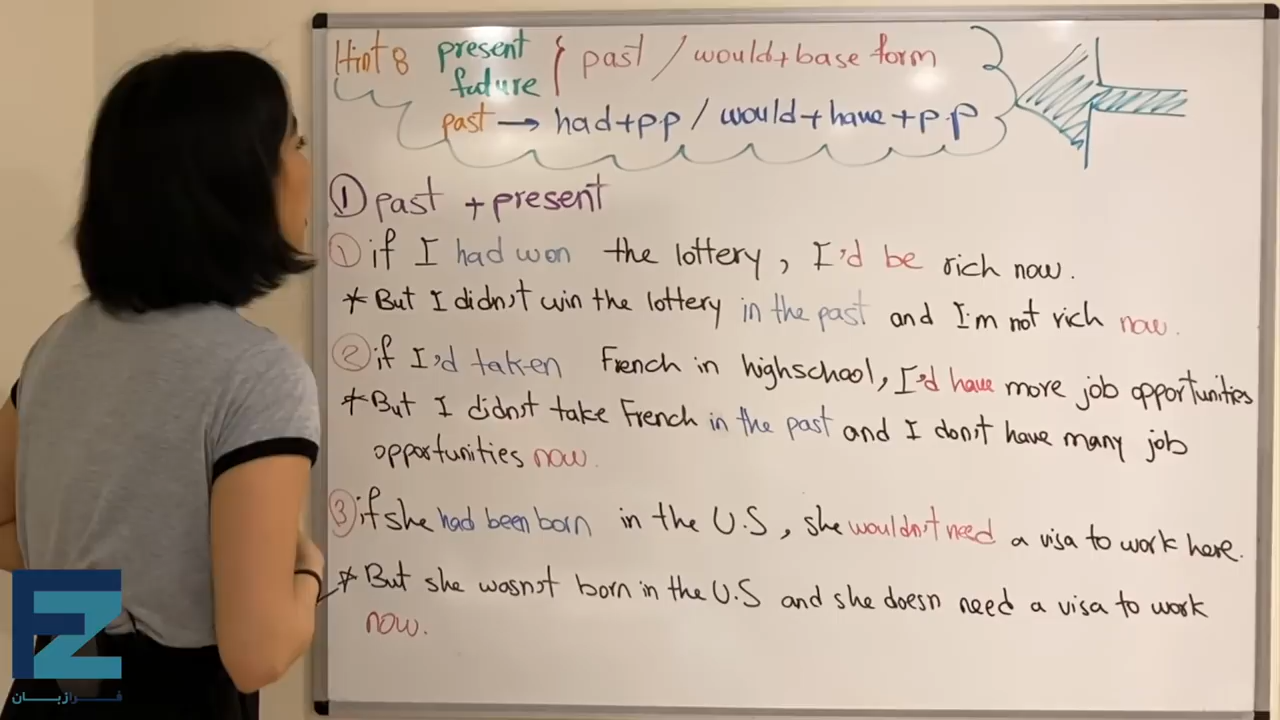 Hint 8 present { past / would+base form
future
past → had+p.p / would+have+p.p
① past + present
① if I had won the lottery, I'd be rich now.
* But I didn't win the lottery in the past and I'm not rich now.
② if I'd taken French in highschool, I'd have more job opportunities
* But I didn't take French in the past and I don't have many job
opportunities now.
③ if she had been born in the U.S, she wouldn't need a visa to work here.
* But she wasn't born in the U.S and she doesn need a visa to work
now.
FZ
فرازبان